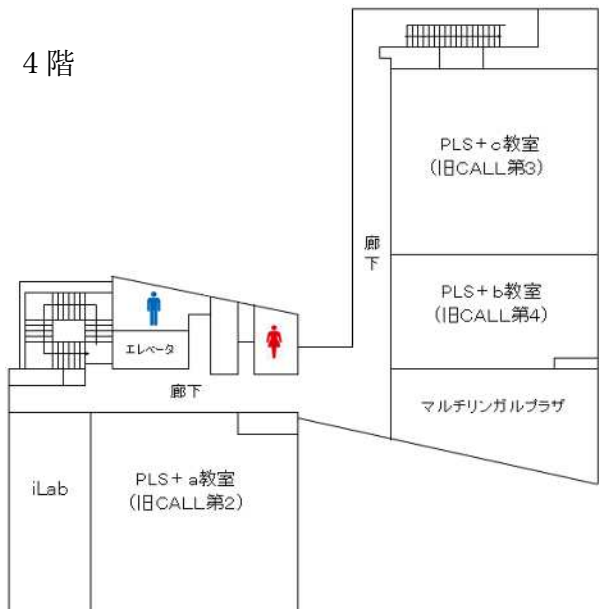 4階
PLS+c教室
(旧CALL第3)
廊
下
PLS+b教室
(旧CALL第4)
エレベータ
廊下
マルチリンガルプラザ
iLab
PLS+a教室
(旧CALL第2)